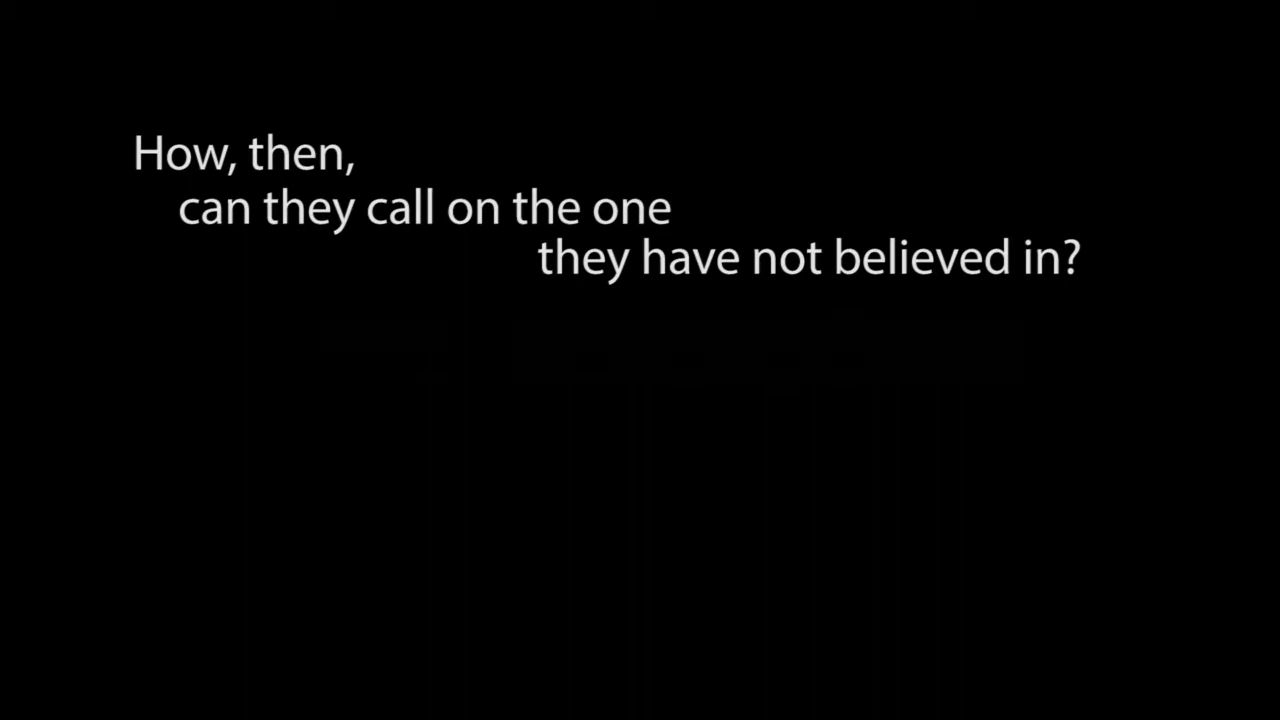 How, then,
can they call on the one
they have not believed in?